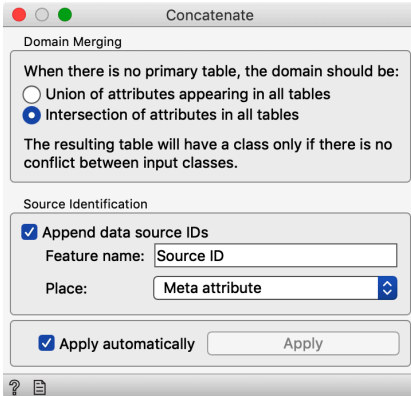 Concatenate
Domain Merging
When there is no primary table, the domain should be:
Union of attributes appearing in all tables
Intersection of attributes in all tables
The resulting table will have a class only if there is no
conflict between input classes.
Source Identification
Append data source IDs
Feature name: Source ID
Place: Meta attribute
Apply automatically Apply
?